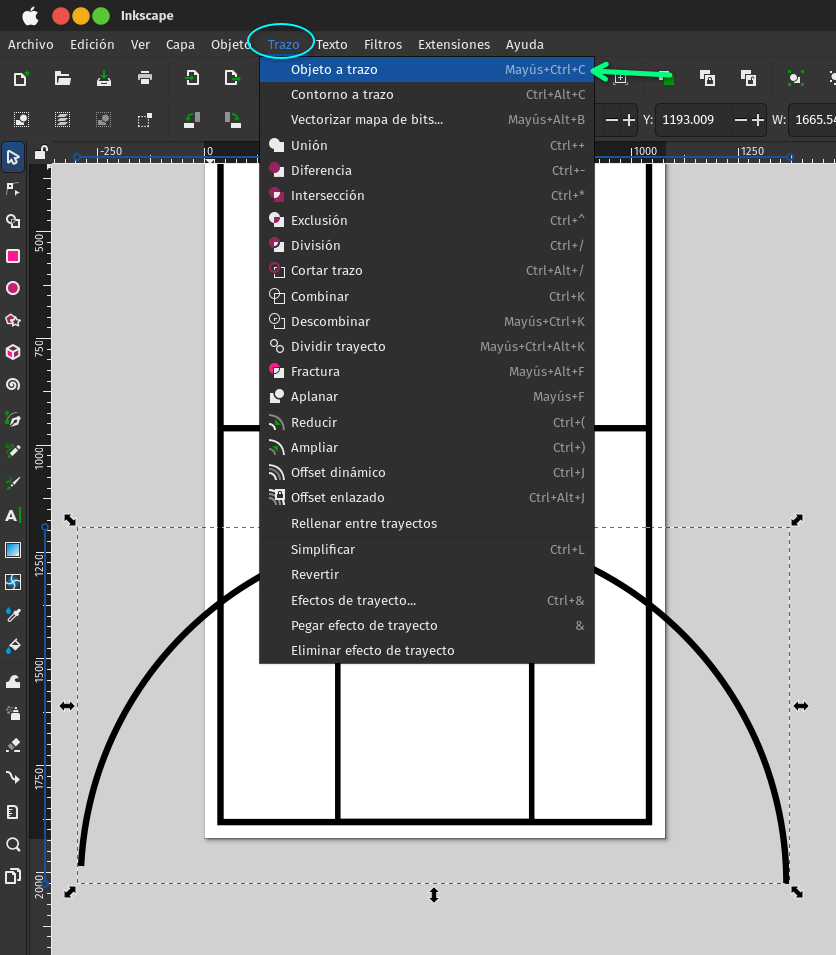 Inkscape
Archivo Edición Ver Capa Objeto Trazo Texto Filtros Extensiones Ayuda
Objeto a trazo Mayús+Ctrl+C
Contorno a trazo Ctrl+Alt+C
Vectorizar mapa de bits... Mayús+Alt+B
Y: 1193.009 W: 1665.54
Unión Ctrl++
-250 0 1000 1250
Diferencia Ctrl+-
Intersección Ctrl+*
Exclusión Ctrl+^
División Ctrl+/
500
Cortar trazo Ctrl+Alt+/
Combinar Ctrl+K
Descombinar Mayús+Ctrl+K
Dividir trayecto Mayús+Ctrl+Alt+K
750
Fractura Mayús+Alt+F
Aplanar Mayús+F
Reducir Ctrl+(
Ampliar Ctrl+)
1000
Offset dinámico Ctrl+J
Offset enlazado Ctrl+Alt+J
A
Rellenar entre trayectos
Simplificar Ctrl+L
1250
Revertir
Efectos de trayecto... Ctrl+&
Pegar efecto de trayecto &
Eliminar efecto de trayecto
1500
1750
2000